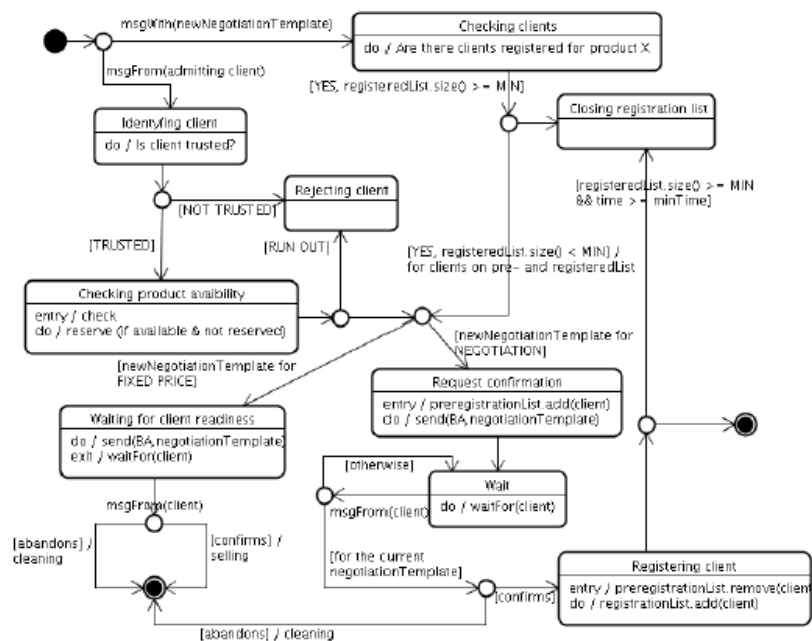 msgWith(newNegotiationTemplate)
Checking clients
do / Are there clients registered for product X
msgFrom(admitting client)
[YES, registeredList.size() >= MIN]
Closing registration list
Identyfing client
do / Is client trusted?
Rejecting client
[NOT TRUSTED]
[registeredList.size() >= MIN
&& time >= minTime]
[TRUSTED]
[RUN OUT]
[YES, registeredList.size() < MIN] /
for clients on pre- and registeredList
Checking product avaibility
entry / check
do / reserve (if available & not reserved)
[newNegotiationTemplate for
NEGOTIATION]
[newNegotiationTemplate for
FIXED PRICE]
Request confirmation
entry / preregistrationList.add(client)
do / send(BA,negotiationTemplate)
Waiting for client readiness
do / send(BA,negotiationTemplate)
exit / waitFor(client)
[otherwise]
Wait
do / waitFor(client)
msgFrom(client)
msgFrom(client)
[abandons] /
cleaning
[confirms] /
selling
[for the current
negotiationTemplate]
[confirms]
Registering client
entry / preregistrationList.remove(client
do / registrationList.add(client)
[abandons] / cleaning